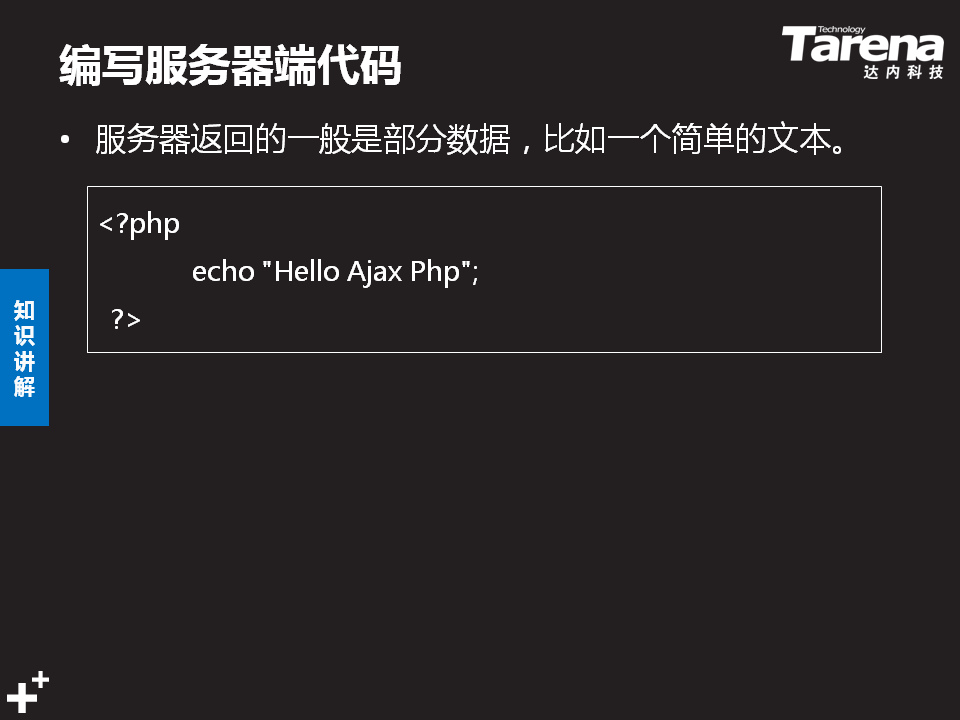 编写服务器端代码
Technology
Tarena
达内科技
• 服务器返回的一般是部分数据，比如一个简单的文本。
<?php
echo "Hello Ajax Php";
?>
知识讲解